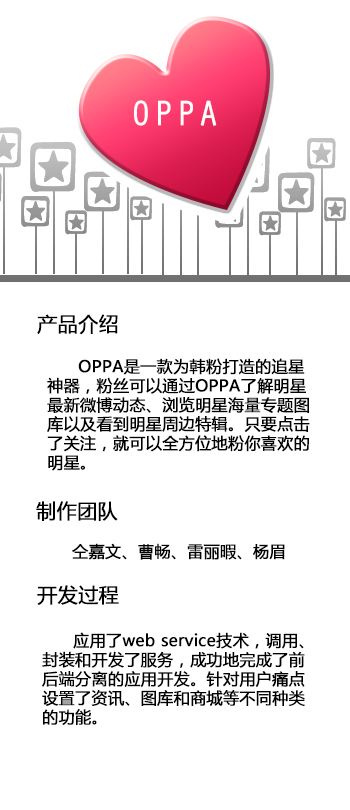 OPPA
产品介绍
OPPA是一款为韩粉打造的追星
神器，粉丝可以通过OPPA了解明星
最新微博动态、浏览明星海量专题图
库以及看到明星周边特辑。只要点击
了关注，就可以全方位地粉你喜欢的
明星。
制作团队
仝嘉文、曹畅、雷丽暇、杨眉
开发过程
应用了web service技术，调用、
封装和开发了服务，成功地完成了前
后端分离的应用开发。针对用户痛点
设置了资讯、图库和商城等不同种类
的功能。